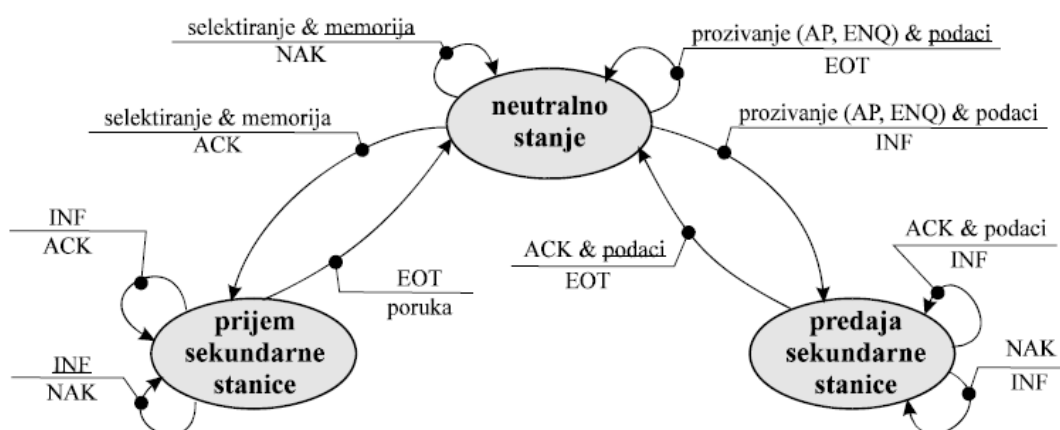 selektiranje & memorija
NAK
prozivanje (AP, ENQ) & podaci
EOT
neutralno
stanje
selektiranje & memorija
ACK
prozivanje (AP, ENQ) & podaci
INF
INF
ACK
EOT
poruka
ACK & podaci
EOT
ACK & podaci
INF
prijem
sekundarne
stanice
INF
NAK
predaja
sekundarne
stanice
NAK
INF